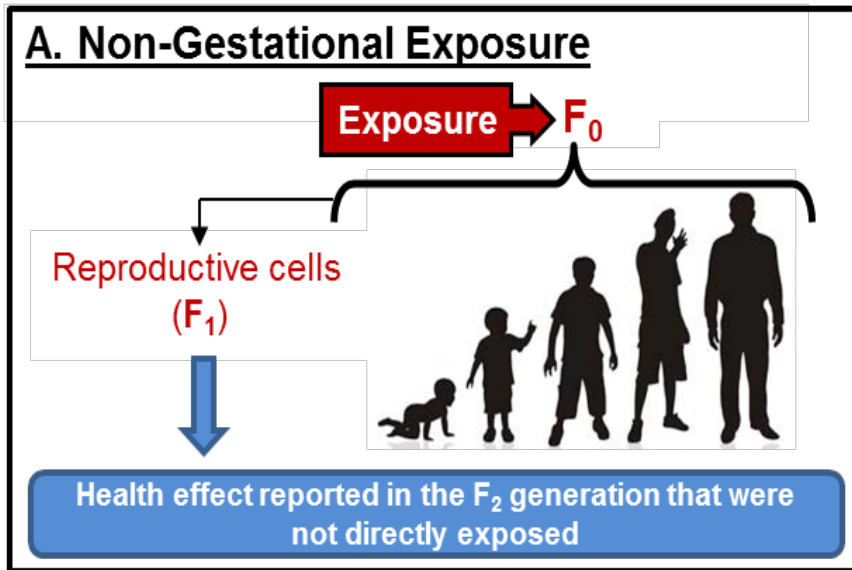 A. Non-Gestational Exposure
Exposure F₀
Reproductive cells
(F₁)
Health effect reported in the F₂ generation that were
not directly exposed